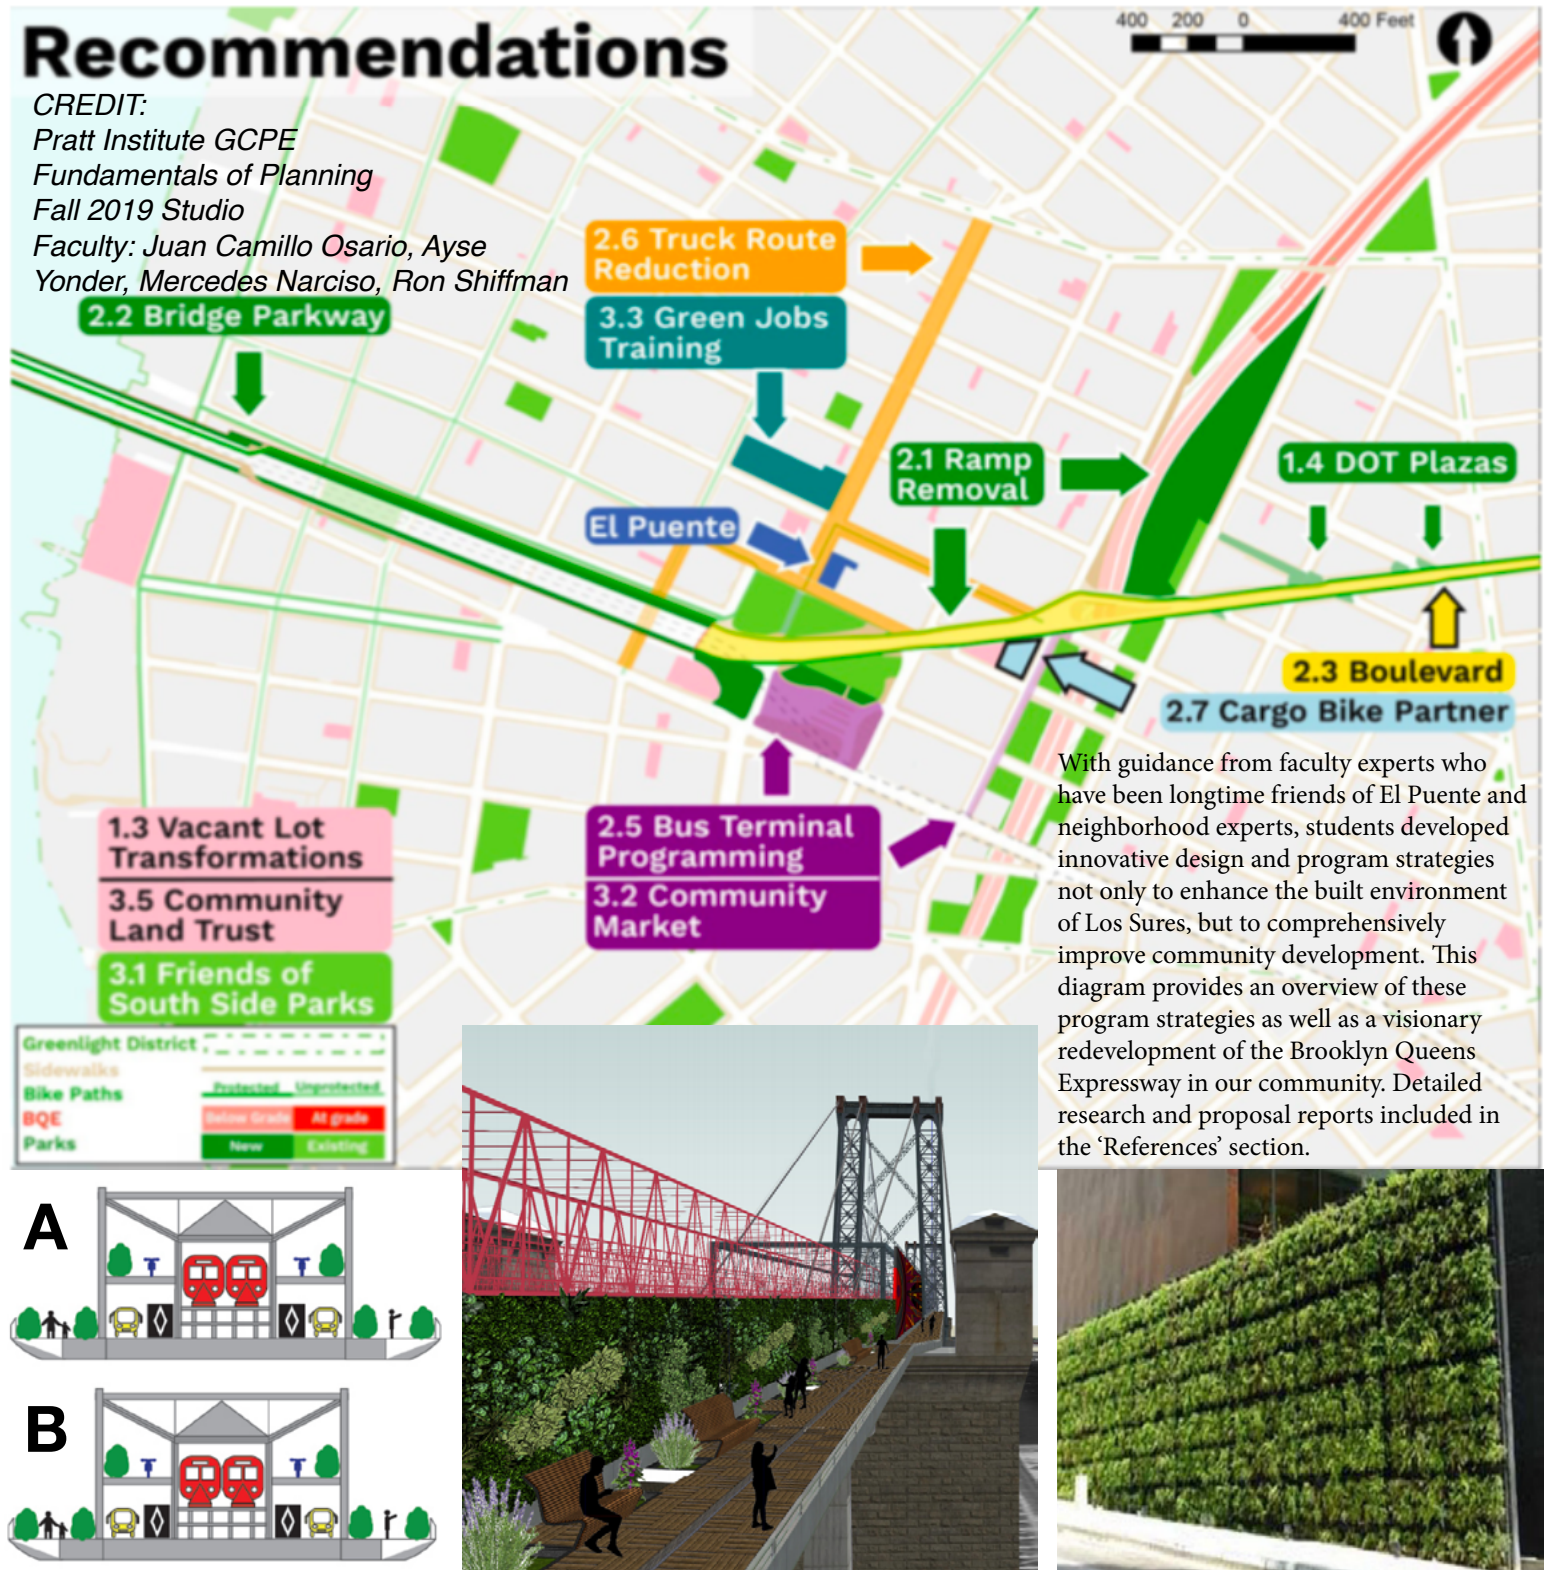 400 200 0 400 Feet
Recommendations
CREDIT:
Pratt Institute GCPE
Fundamentals of Planning
Fall 2019 Studio
Faculty: Juan Camillo Osario, Ayse
Yonder, Mercedes Narciso, Ron Shiffman
2.2 Bridge Parkway
2.6 Truck Route
Reduction
3.3 Green Jobs
Training
El Puente
2.1 Ramp
Removal
1.4 DOT Plazas
2.3 Boulevard
2.7 Cargo Bike Partner
1.3 Vacant Lot
Transformations
3.5 Community
Land Trust
3.1 Friends of
South Side Parks
2.5 Bus Terminal
Programming
3.2 Community
Market
With guidance from faculty experts who
have been longtime friends of El Puente and
neighborhood experts, students developed
innovative design and program strategies
not only to enhance the built environment
of Los Sures, but to comprehensively
improve community development. This
diagram provides an overview of these
program strategies as well as a visionary
redevelopment of the Brooklyn Queens
Expressway in our community. Detailed
research and proposal reports included in
the ‘References’ section.
Greenlight District
Sidewalks
Bike Paths Protected Unprotected
BQE Below Grade At grade
Parks New Existing
A
B